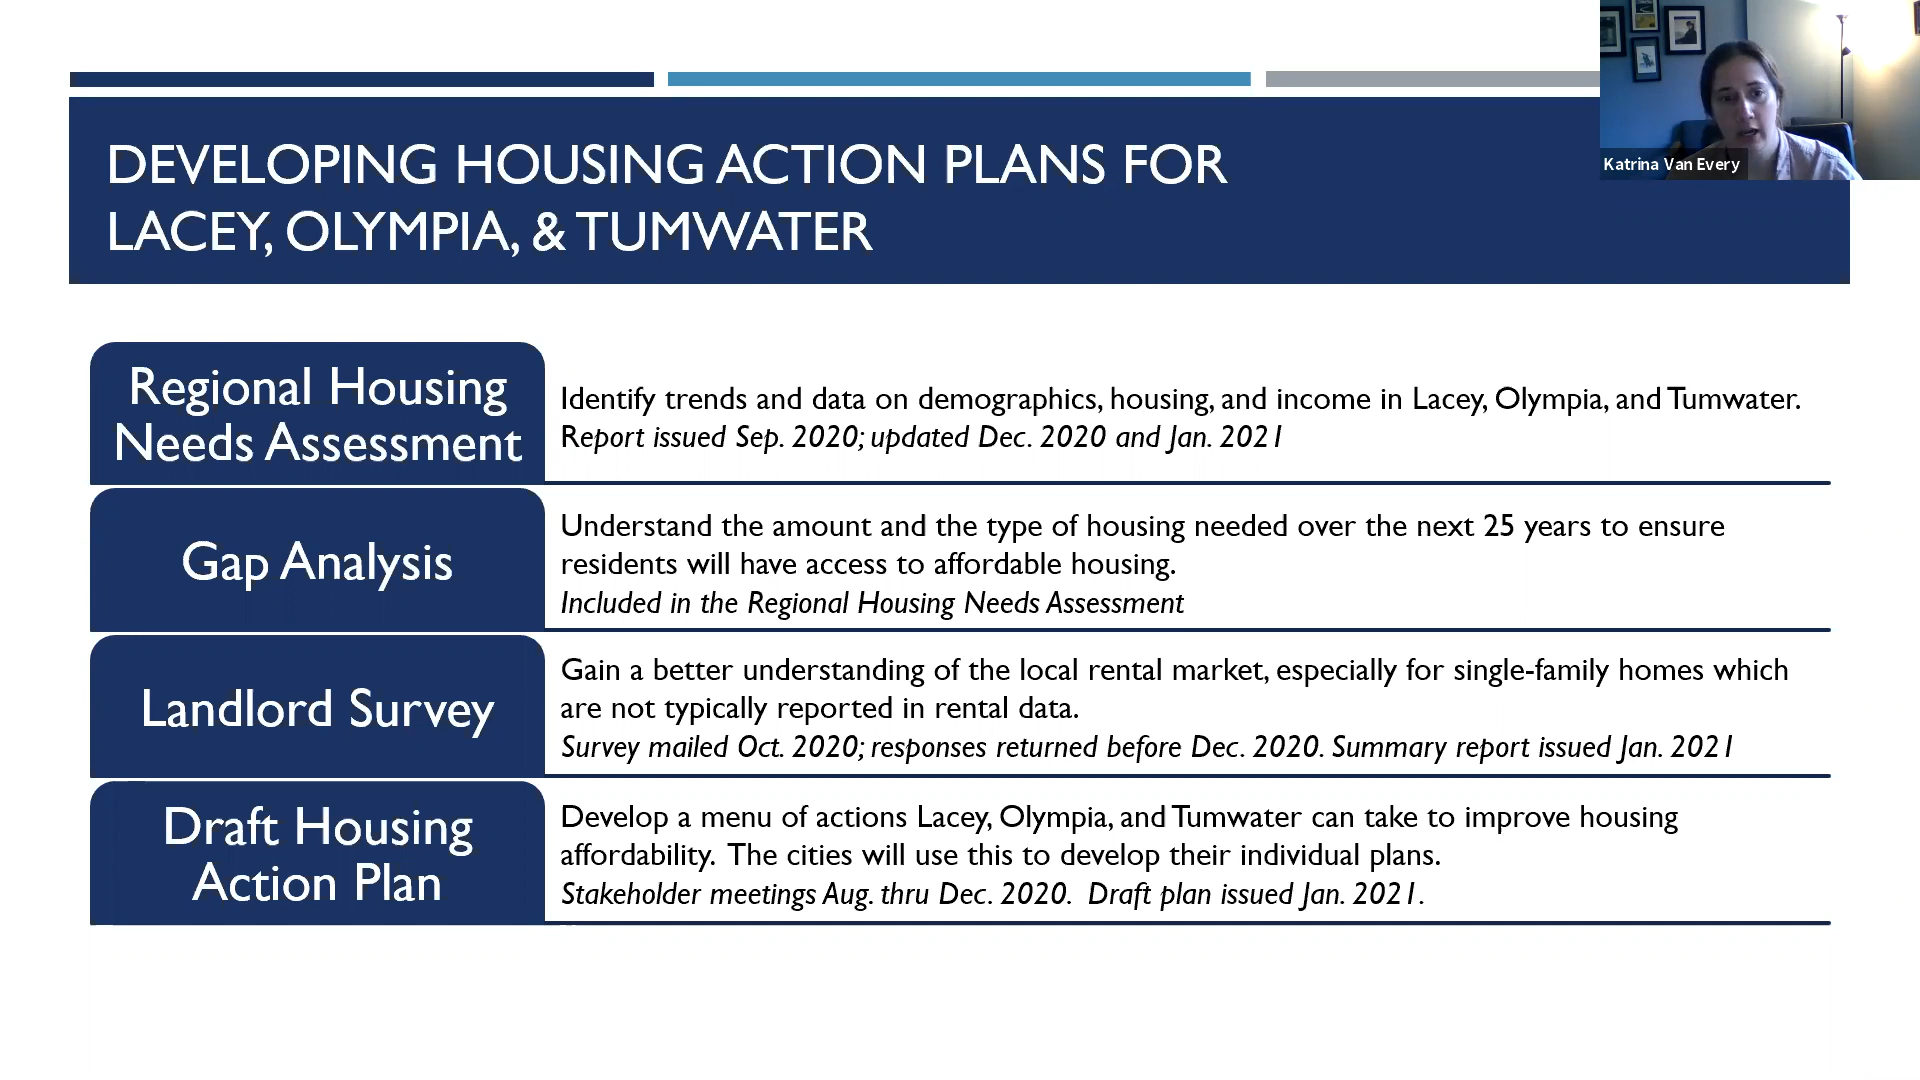 Katrina Van Every
DEVELOPING HOUSING ACTION PLANS FOR
LACEY, OLYMPIA, & TUMWATER
Regional Housing
Needs Assessment
Identify trends and data on demographics, housing, and income in Lacey, Olympia, and Tumwater.
Report issued Sep. 2020; updated Dec. 2020 and Jan. 2021
Gap Analysis
Understand the amount and the type of housing needed over the next 25 years to ensure
residents will have access to affordable housing.
Included in the Regional Housing Needs Assessment
Landlord Survey
Gain a better understanding of the local rental market, especially for single-family homes which
are not typically reported in rental data.
Survey mailed Oct. 2020; responses returned before Dec. 2020. Summary report issued Jan. 2021
Draft Housing
Action Plan
Develop a menu of actions Lacey, Olympia, and Tumwater can take to improve housing
affordability. The cities will use this to develop their individual plans.
Stakeholder meetings Aug. thru Dec. 2020. Draft plan issued Jan. 2021.